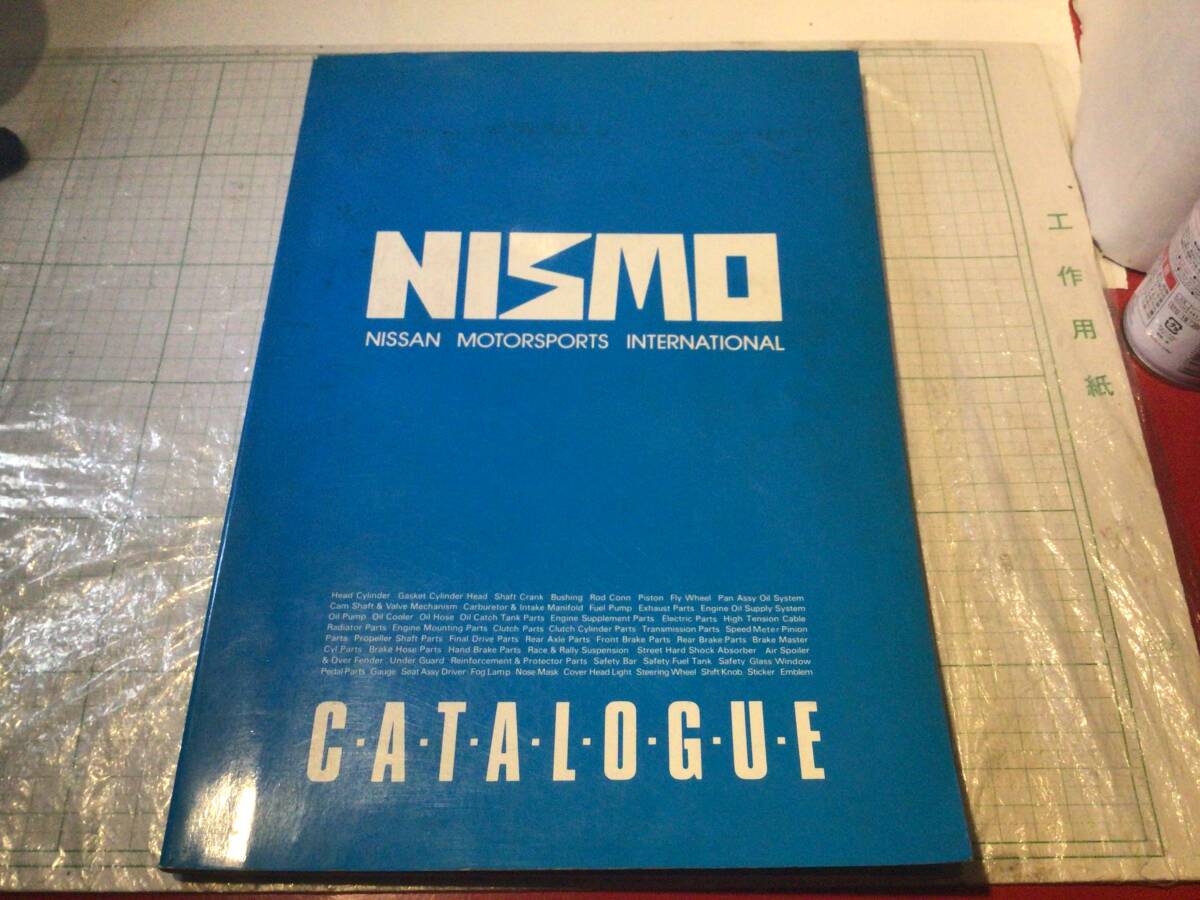 NISMO
NISSAN MOTORSPORTS INTERNATIONAL
Head Cylinder Gasket Cylinder Head Shaft Crank Bushing Rod Conn Piston Fly Wheel Pan Assy Oil System
Cam Shaft & Valve Mechanism Carburetor & Intake Manifold Fuel Pump Exhaust Parts Engine Oil Supply System
Oil Pump Oil Cooler Oil Hose Oil Catch Tank Parts Engine Supplement Parts Electric Parts High Tension Cable
Radiator Parts Engine Mounting Parts Clutch Parts Clutch Cylinder Parts Transmission Parts Speed Meter Pinion
Parts Propeller Shaft Parts Final Drive Parts Rear Axle Parts Front Brake Parts Rear Brake Parts Brake Master
Cyl Parts Brake Hose Parts Hand Brake Parts Race & Rally Suspension Street Hard Shock Absorber Air Spoiler
& Over Fender Under Guard Reinforcement & Protector Parts Safety Bar Safety Fuel Tank Safety Glass Window
Pedal Parts Gauge Seat Assy Driver Fog Lamp Nose Mask Cover Head Light Steering Wheel Shift Knob Sticker Emblem
C·A·T·A·L·O·G·U·E
工作用紙